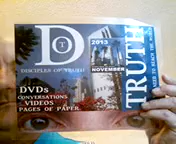 D
T
2013
DISCIPLES OF TRUTH
NOVEMBER
DVDs
CONVERSATIONS
VIDEOS
PAGES OF PAPER
TRUTH